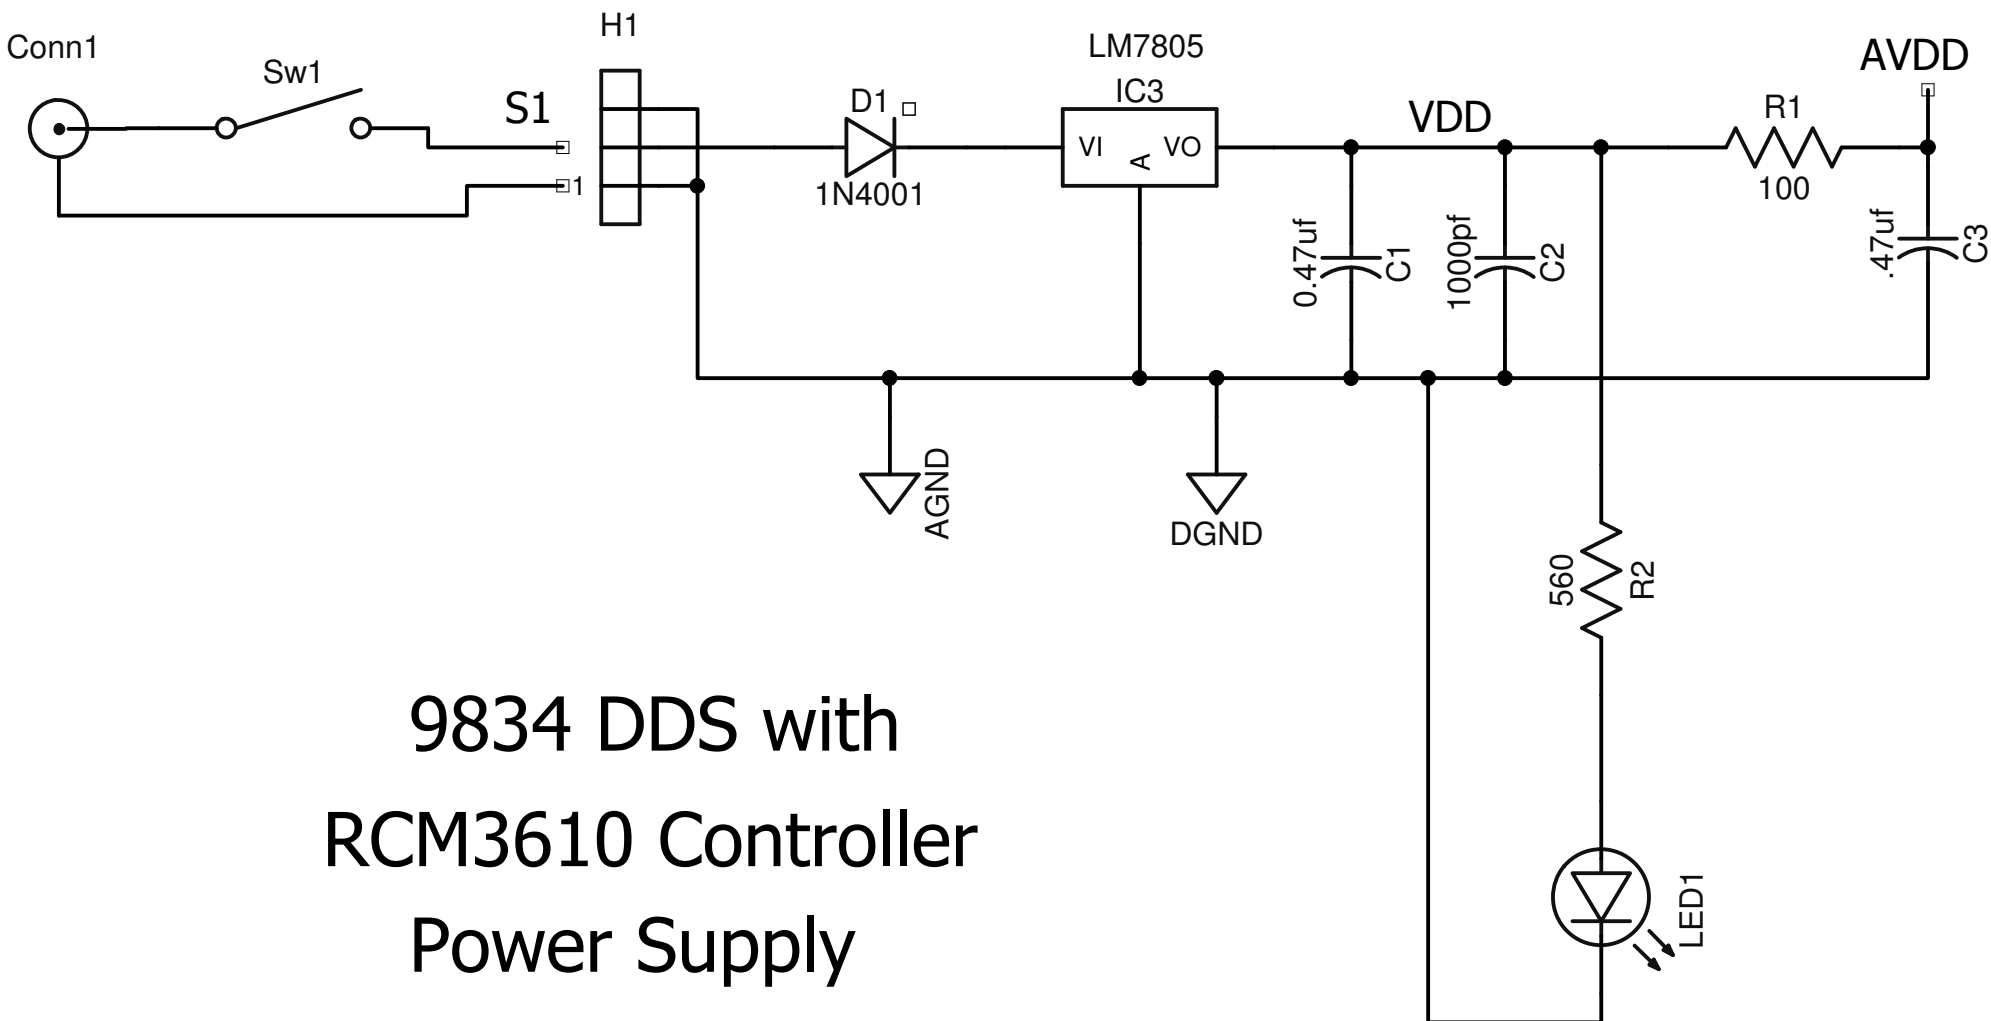 Conn1
Sw1
S1
1
H1
D1
1N4001
LM7805
IC3
VI
A
VO
VDD
R1
100
AVDD
0.47uf
C1
1000pf
C2
.47uf
C3
AGND
DGND
560
R2
LED1
9834 DDS with
RCM3610 Controller
Power Supply